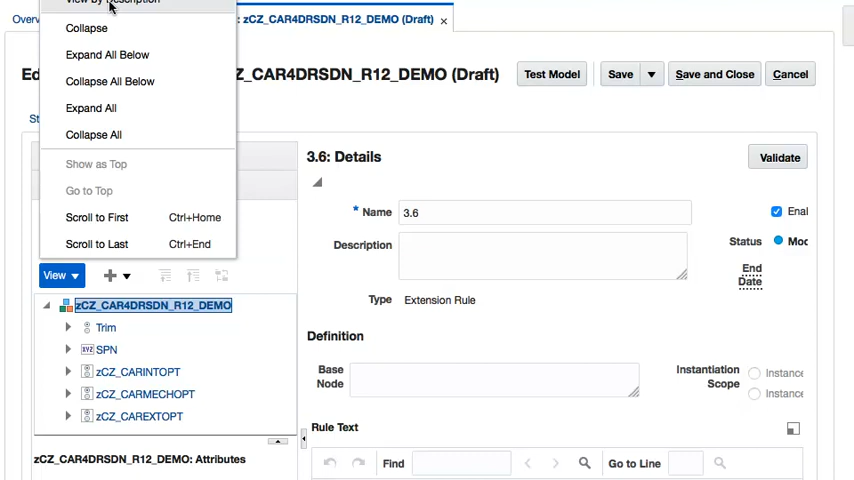 View By Description
Overv
: zCZ_CAR4DRSDN_R12_DEMO (Draft)
Collapse
Expand All Below
Collapse All Below
Expand All
Collapse All
Show as Top
Go to Top
Scroll to First Ctrl+Home
Scroll to Last Ctrl+End
Ed
_CAR4DRSDN_R12_DEMO (Draft)
Test Model
Save
Save and Close
Cancel
St
3.6: Details
Validate
* Name 3.6
Enal
Description
Status Moc
End Date
Type Extension Rule
View
zCZ_CAR4DRSDN_R12_DEMO
Trim
XYZ SPN
zCZ_CARINTOPT
zCZ_CARMECHOPT
zCZ_CAREXTOPT
zCZ_CAR4DRSDN_R12_DEMO: Attributes
Definition
Base Node
Instantiation Scope
Instance
Instance
Rule Text
Find
Go to Line